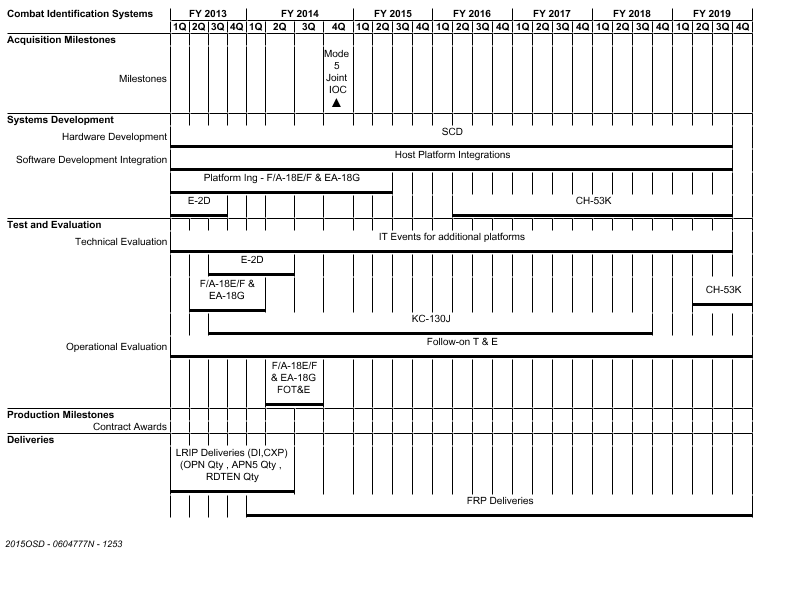 Combat Identification Systems FY 2013 FY 2014 FY 2015 FY 2016 FY 2017 FY 2018 FY 2019
1Q 2Q 3Q 4Q 1Q 2Q 3Q 4Q 1Q 2Q 3Q 4Q 1Q 2Q 3Q 4Q 1Q 2Q 3Q 4Q 1Q 2Q 3Q 4Q 1Q 2Q 3Q 4Q
Acquisition Milestones
Milestones
Mode
5
Joint
IOC
Systems Development
Hardware Development
SCD
Software Development Integration
Host Platform Integrations
Platform Ing - F/A-18E/F & EA-18G
E-2D CH-53K
Test and Evaluation
Technical Evaluation
IT Events for additional platforms
E-2D
F/A-18E/F &
EA-18G
CH-53K
KC-130J
Operational Evaluation
Follow-on T & E
F/A-18E/F
& EA-18G
FOT&E
Production Milestones
Contract Awards
Deliveries
LRIP Deliveries (DI,CXP)
(OPN Qty , APN5 Qty ,
RDTEN Qty
FRP Deliveries
2015OSD - 0604777N - 1253